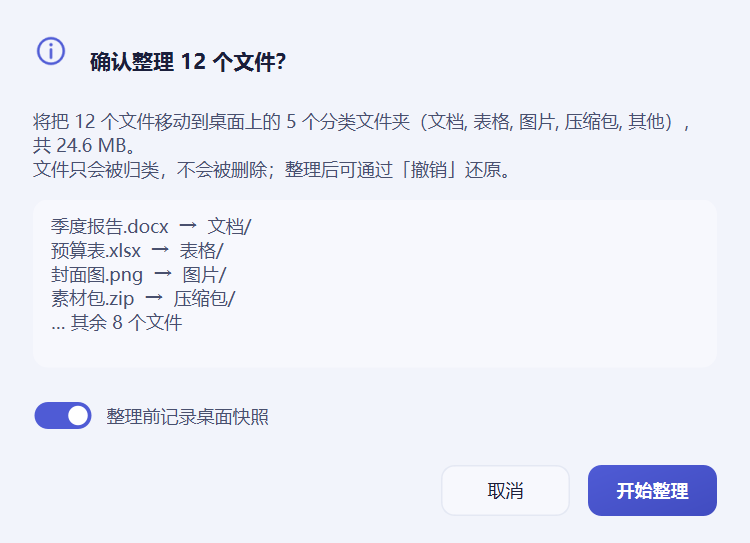 确认整理 12 个文件?
将把 12 个文件移动到桌面上的 5 个分类文件夹（文档, 表格, 图片, 压缩包, 其他），
共 24.6 MB。
文件只会被归类，不会被删除；整理后可通过「撤销」还原。
季度报告.docx → 文档/
预算表.xlsx → 表格/
封面图.png → 图片/
素材包.zip → 压缩包/
... 其余 8 个文件
整理前记录桌面快照
取消
开始整理